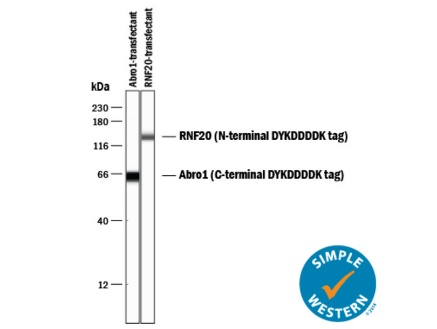 Abro1-transfectant
RNF20-transfectant
kDa
230
180
116
66
40
12
RNF20 (N-terminal DYKDDDDK tag)
Abro1 (C-terminal DYKDDDDK tag)
SIMPLE
WESTERN